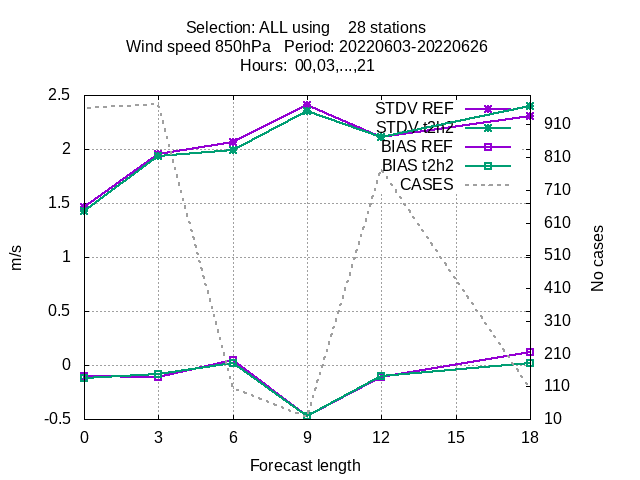 Selection: ALL using 28 stations
Wind speed 850hPa Period: 20220603-20220626
Hours: 00,03,...,21
2.5
2
1.5
1
0.5
0
-0.5
m/s
STDV REF
STDV t2h2
BIAS REF
BIAS t2h2
CASES
910
810
710
610
510
410
310
210
110
10
No cases
0 3 6 9 12 15 18
Forecast length